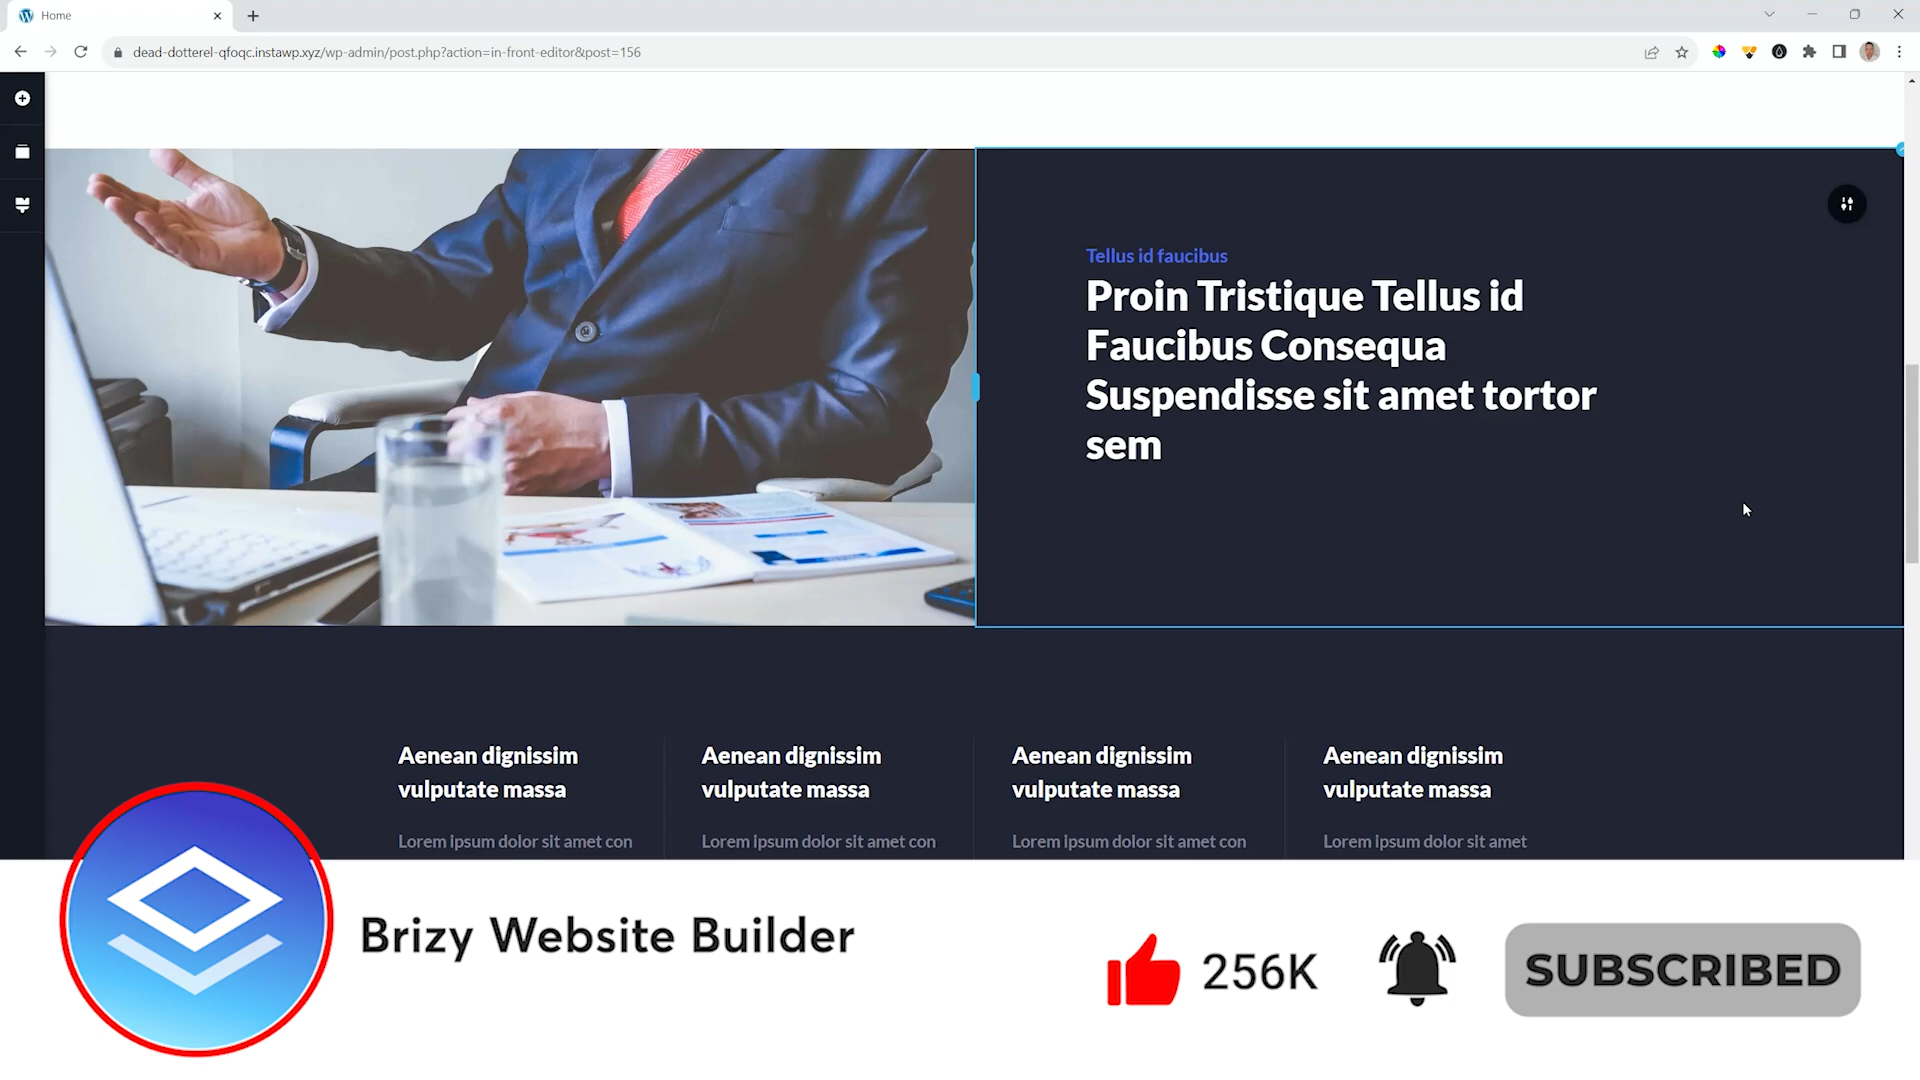 Home
dead-dotterel-qfoqc.instawp.xyz/wp-admin/post.php?action=in-front-editor&post=156
Tellus id faucibus
Proin Tristique Tellus id
Faucibus Consequa
Suspendisse sit amet tortor
sem
Aenean dignissim
vulputate massa
Lorem ipsum dolor sit amet con
Aenean dignissim
vulputate massa
Lorem ipsum dolor sit amet con
Aenean dignissim
vulputate massa
Lorem ipsum dolor sit amet con
Aenean dignissim
vulputate massa
Lorem ipsum dolor sit amet
Brizy Website Builder
256K
SUBSCRIBED